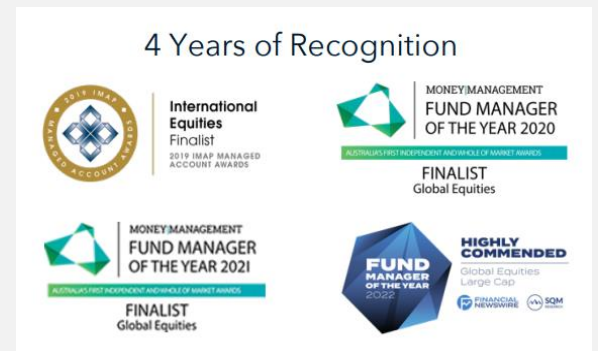 4 Years of Recognition
2019 IMAP
MANAGED ACCOUNT AWARDS
International
Equities
Finalist
2019 IMAP MANAGED
ACCOUNT AWARDS
MONEY MANAGEMENT
FUND MANAGER
OF THE YEAR 2020
AUSTRALIA'S FIRST INDEPENDENT AND WHOLE OF MARKET AWARDS
FINALIST
Global Equities
MONEY MANAGEMENT
FUND MANAGER
OF THE YEAR 2021
AUSTRALIA'S FIRST INDEPENDENT AND WHOLE OF MARKET AWARDS
FINALIST
Global Equities
FUND
MANAGER
OF THE YEAR
2022
HIGHLY
COMMENDED
Global Equities
Large Cap
FINANCIAL
NEWSWIRE
SQM
RESEARCH